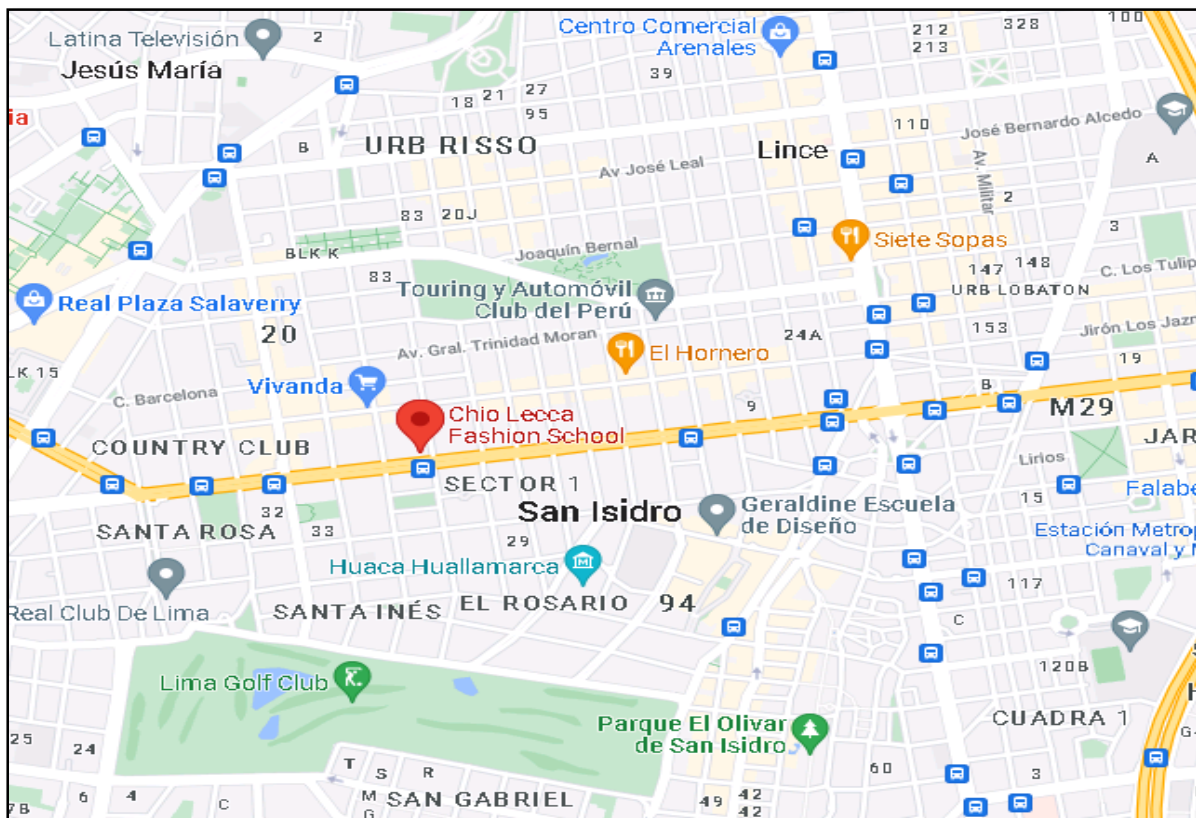 Latina Televisión
2
Centro Comercial
Arenales
212
213
328
100
Jesús María
39
18
21
27
95
ia
B
URB RISSO
110
José Bernardo Alcedo
Lince
A
Av José Leal
Av. Militar
2
83
20J
3
BLK K
Joaquín Bernal
Siete Sopas
83
147
148
C. Los Tulip
Touring y Automóvil
Club del Perú
URB LOBATON
Real Plaza Salaverry
20
24A
153
Jirón Los Jazm
Av. Gral. Trinidad Moran
El Hornero
19
LK 15
Vivanda
C. Barcelona
B
9
M29
Chio Lecca
Fashion School
COUNTRY CLUB
JAR
Lirios
SECTOR 1
15
Falabe
32
33
San Isidro
Geraldine Escuela
de Diseño
SANTA ROSA
29
Estación Metrop
Canaval y M
Huaca Huallamarca
117
Real Club De Lima
SANTA INÉS
EL ROSARIO
94
C
120B
Lima Golf Club
Parque El Olivar
de San Isidro
CUADRA 1
H
G-
25
24
T
S
R
60
3
6
4
C
M
G
SAN GABRIEL
49
42
42
7B